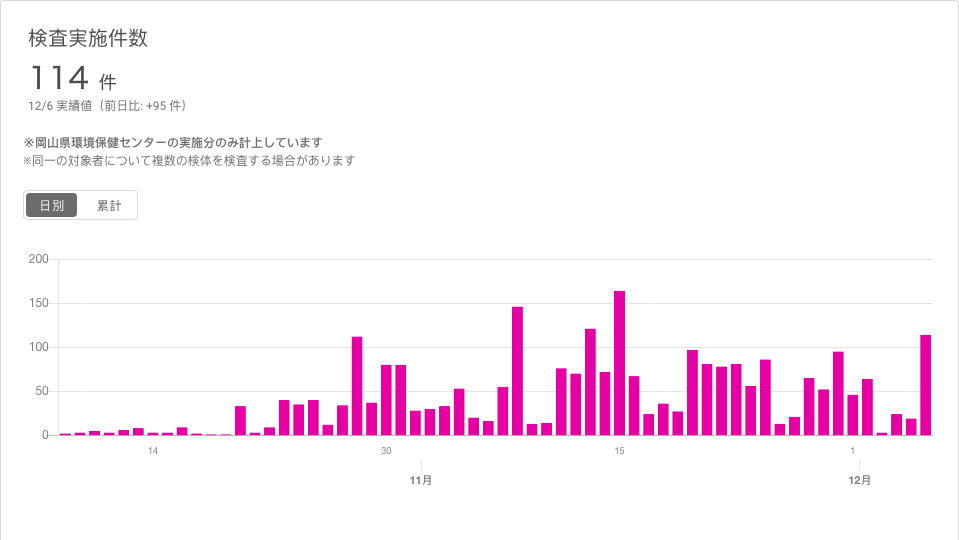 検査実施件数
114 件
12/6 実績値（前日比: +95 件）
※岡山県環境保健センターの実施分のみ計上しています
※同一の対象者について複数の検体を検査する場合があります
日別 累計
200
150
100
50
0
14 30 15 1
11月 12月